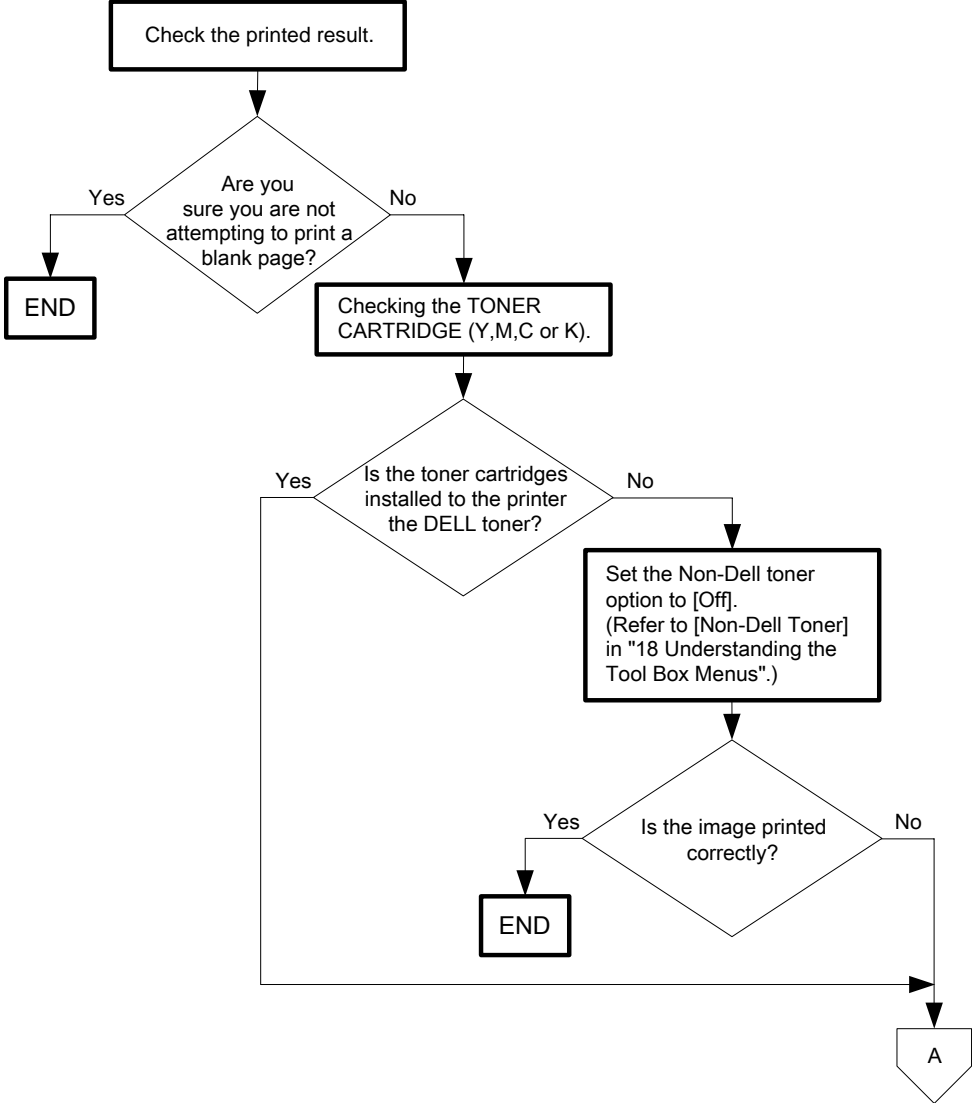 Check the printed result.
Are you
sure you are not
attempting to print a
blank page?
Yes
No
END
Checking the TONER
CARTRIDGE (Y,M,C or K).
Is the toner cartridges
installed to the printer
the DELL toner?
Yes
No
Set the Non-Dell toner
option to [Off].
(Refer to [Non-Dell Toner]
in "18 Understanding the
Tool Box Menus".)
Is the image printed
correctly?
Yes
No
END
A